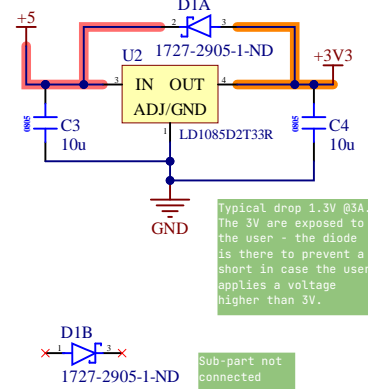 D1A
+5
2
3
1727-2905-1-ND
+3V3
U2
3
IN OUT
4
ADJ/GND
1
LD1085D2T33R
0805
C3
10u
0805
C4
10u
GND
Typical drop 1.3V @3A.
The 3V are exposed to
the user - the diode
is there to prevent a
short in case the user
applies a voltage
higher than 3V.
D1B
1
3
1727-2905-1-ND
Sub-part not
connected